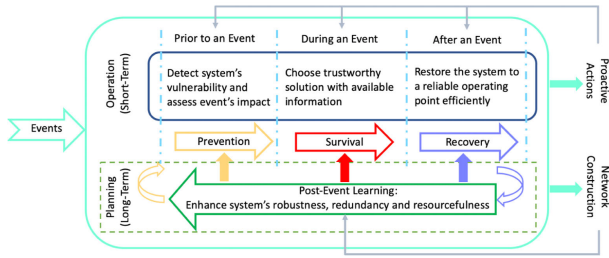 Prior to an Event
During an Event
After an Event
Operation
(Short-Term)
Detect system's
vulnerability and
assess event's impact
Choose trustworthy
solution with available
information
Restore the system to
a reliable operating
point efficiently
Proactive
Actions
Events
Prevention
Survival
Recovery
Planning
(Long-Term)
Post-Event Learning:
Enhance system's robustness, redundancy and resourcefulness
Network
Construction